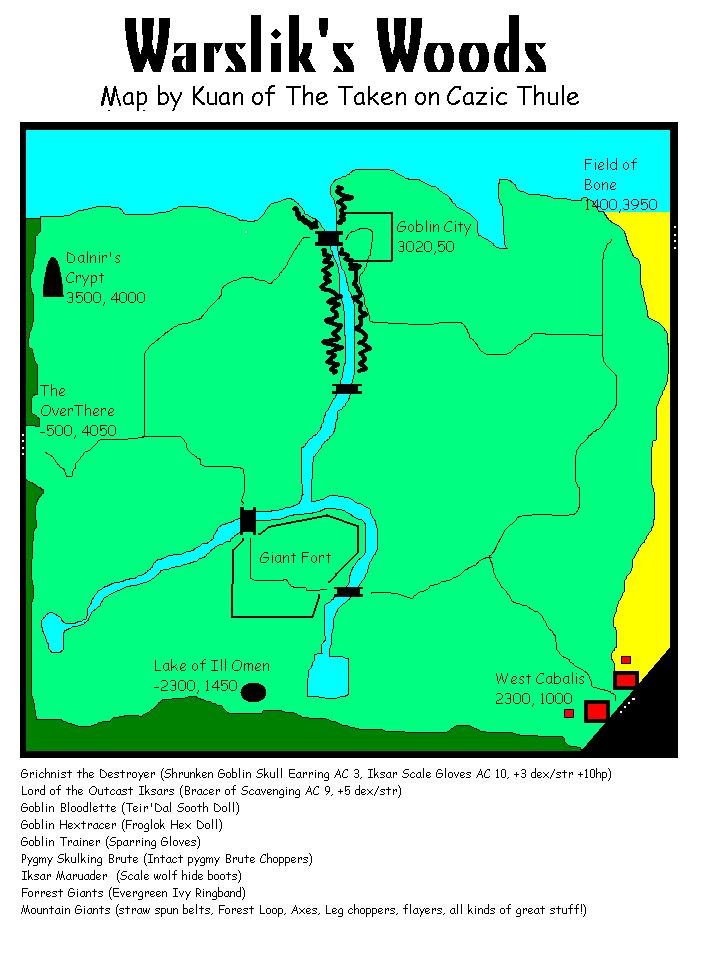 Warslik's Woods
Map by Kuan of The Taken on Cazic Thule
Field of
Bone
1400,3950
Goblin City
3020,50
Dalnir's
Crypt
3500, 4000
The
OverThere
-500, 4050
Giant Fort
Lake of Ill Omen
-2300, 1450
West Cabalis
2300, 1000
Grichnist the Destroyer (Shrunken Goblin Skull Earring AC 3, Iksar Scale Gloves AC 10, +3 dex/str +10hp)
Lord of the Outcast Iksars (Bracer of Scavenging AC 9, +5 dex/str)
Goblin Bloodlette (Teir'Dal Sooth Doll)
Goblin Hextracer (Froglok Hex Doll)
Goblin Trainer (Sparring Gloves)
Pygmy Skulking Brute (Intact pygmy Brute Choppers)
Iksar Maruader (Scale wolf hide boots)
Forrest Giants (Evergreen Ivy Ringband)
Mountain Giants (straw spun belts, Forest Loop, Axes, Leg choppers, flayers, all kinds of great stuff!)